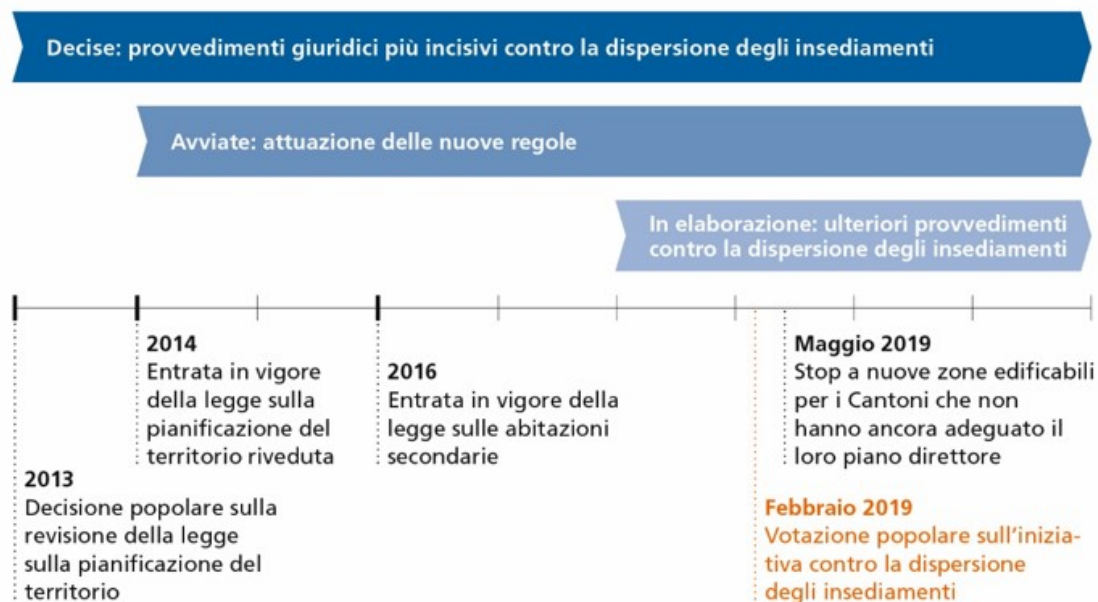 Decise: provvedimenti giuridici più incisivi contro la dispersione degli insediamenti
Avviate: attuazione delle nuove regole
In elaborazione: ulteriori provvedimenti
contro la dispersione degli insediamenti
2013
Decisione popolare sulla
revisione della legge
sulla pianificazione del
territorio
2014
Entrata in vigore
della legge sulla
pianificazione del
territorio riveduta
2016
Entrata in vigore della
legge sulle abitazioni
secondarie
Febbraio 2019
Votazione popolare sull’inizia-
tiva contro la dispersione
degli insediamenti
Maggio 2019
Stop a nuove zone edificabili
per i Cantoni che non
hanno ancora adeguato il
loro piano direttore